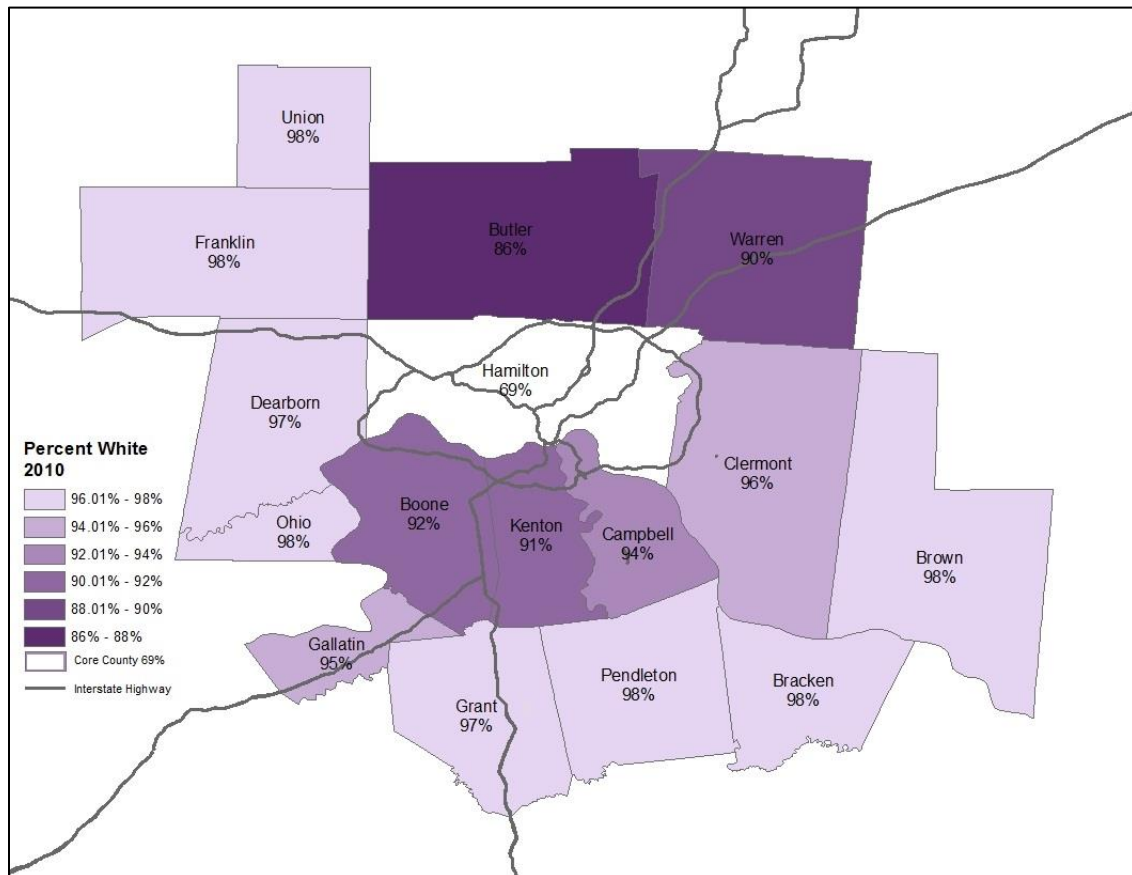 Union
98%
Franklin
98%
Butler
86%
Warren
90%
Hamilton
69%
Dearborn
97%
Clermont
96%
Ohio
98%
Boone
92%
Kenton
91%
Campbell
94%
Brown
98%
Gallatin
95%
Grant
97%
Pendleton
98%
Bracken
98%
Percent White
2010
96.01% - 98%
94.01% - 96%
92.01% - 94%
90.01% - 92%
88.01% - 90%
86% - 88%
Core County 69%
Interstate Highway